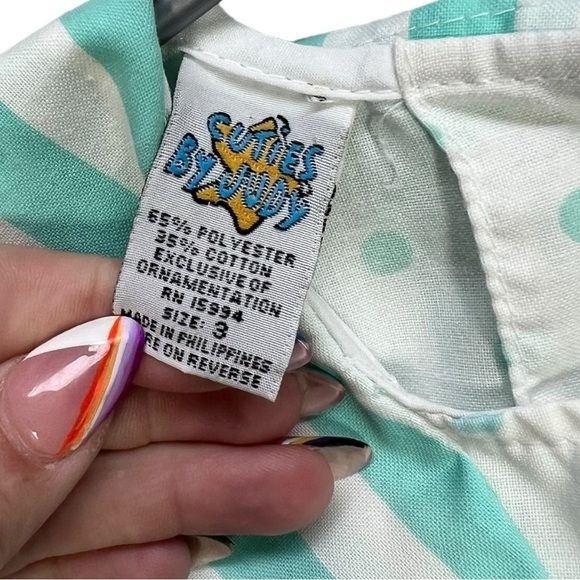 CUTIES
BY JUDY
65% POLYESTER
35% COTTON
EXCLUSIVE OF
ORNAMENTATION
RN 15994
SIZE: 3
MADE IN PHILIPPINES
ON REVERSE